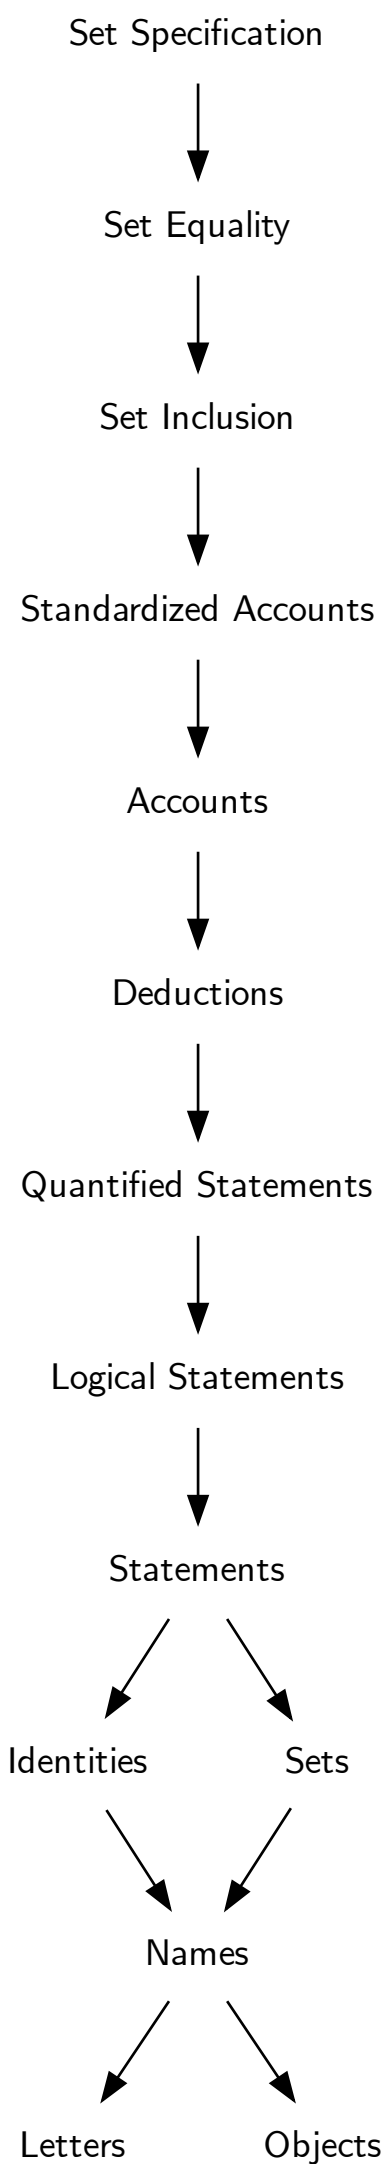 Set Specification
Set Equality
Set Inclusion
Standardized Accounts
Accounts
Deductions
Quantified Statements
Logical Statements
Statements
Identities Sets
Names
Letters Objects